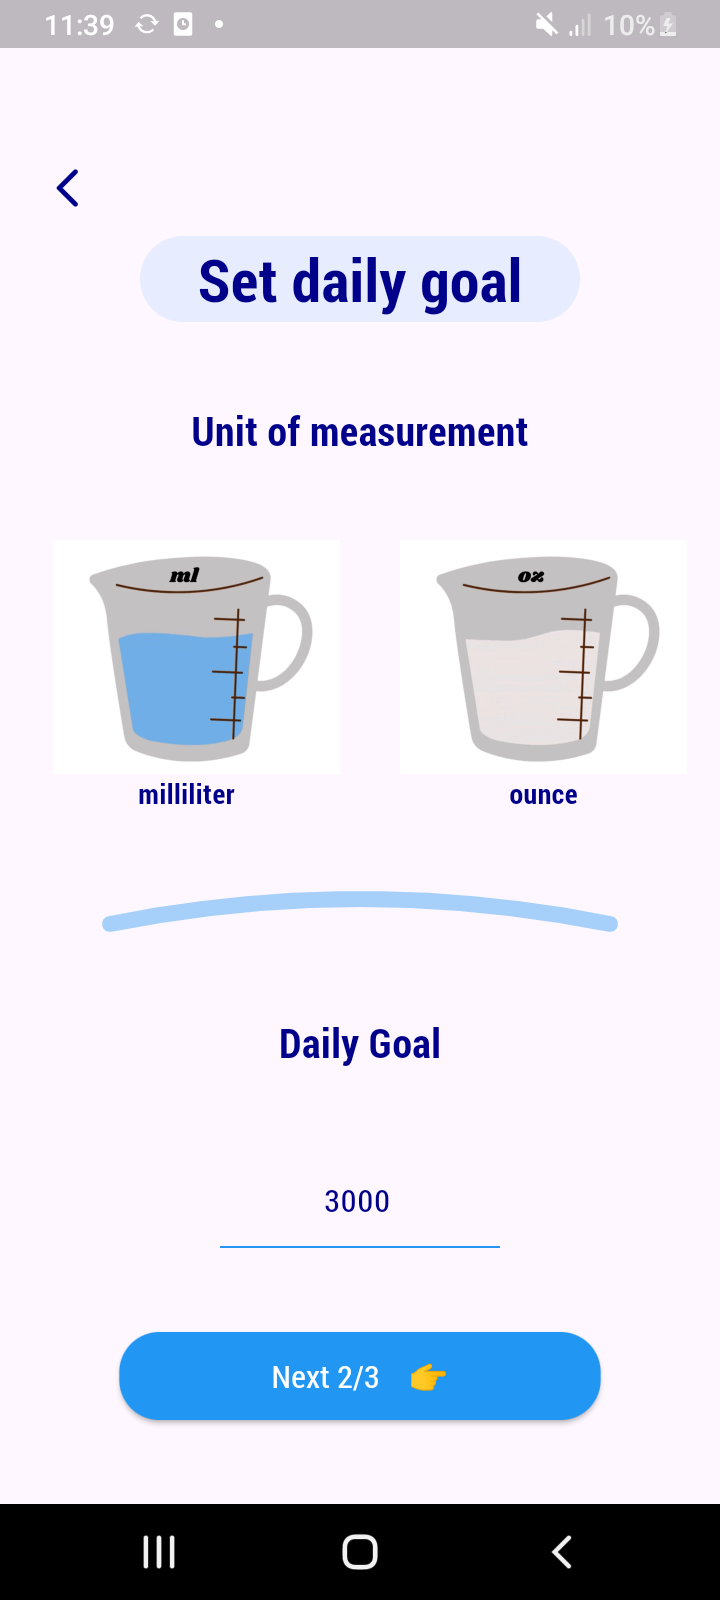 11:39 10%
Set daily goal
Unit of measurement
ml oz
milliliter ounce
Daily Goal
3000
Next 2/3 👉